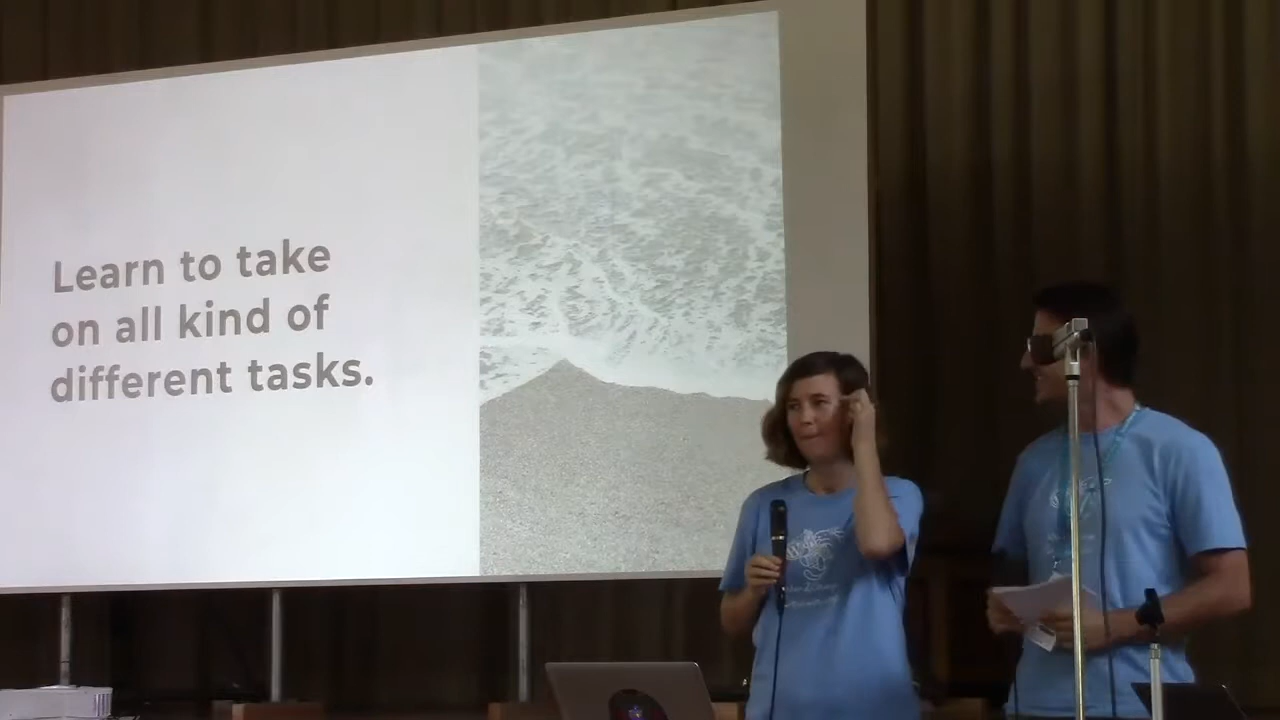 Learn to take
on all kind of
different tasks.